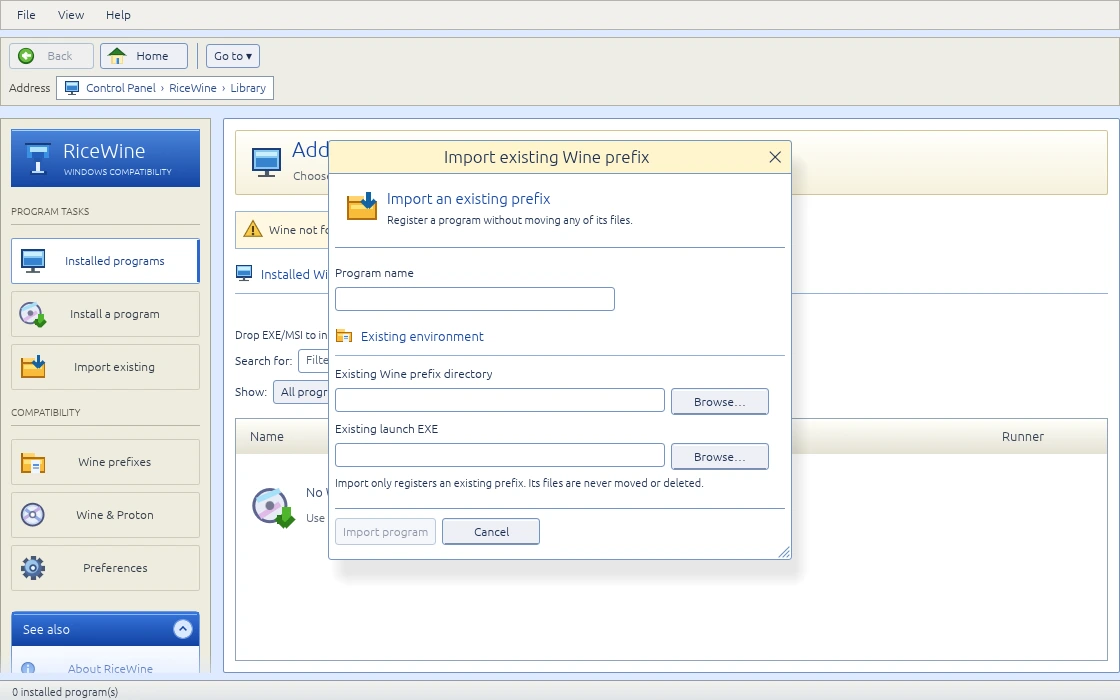 File View Help
Back Home Go to ▾
Address Control Panel › RiceWine › Library
RiceWine
WINDOWS COMPATIBILITY
PROGRAM TASKS
Installed programs
Install a program
Import existing
COMPATIBILITY
Wine prefixes
Wine & Proton
Preferences
See also
About RiceWine
Add
Choos
Wine not fo
Installed Wi
Drop EXE/MSI to in
Search for: Filte
Show: All progr
Name Runner
No
Use
Import existing Wine prefix
Import an existing prefix
Register a program without moving any of its files.
Program name
Existing environment
Existing Wine prefix directory
Browse...
Existing launch EXE
Browse...
Import only registers an existing prefix. Its files are never moved or deleted.
Import program Cancel
0 installed program(s)